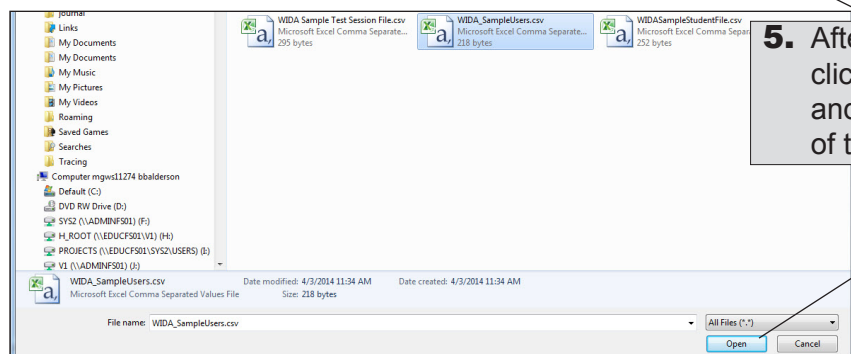 journal
Links
My Documents
My Documents
My Music
My Pictures
My Videos
Roaming
Saved Games
Searches
Tracing
Computer mgws11274 bbalderson
Default (C:)
DVD RW Drive (D:)
SYS2 (\\ADMINFS01) (F:)
H_ROOT (\\EDUCFS01\V1) (H:)
PROJECTS (\\EDUCFS01\SYS2\USERS) (I:)
V1 (\\ADMINFS01) (J:)
WIDA Sample Test Session File.csv
Microsoft Excel Comma Separate...
295 bytes
WIDA_SampleUsers.csv
Microsoft Excel Comma Separate...
218 bytes
WIDASampleStudentFile.csv
Microsoft Excel Comma Separ
252 bytes
5. Afte
clic
and
of t
WIDA_SampleUsers.csv Date modified: 4/3/2014 11:34 AM Date created: 4/3/2014 11:34 AM
Microsoft Excel Comma Separated Values File Size: 218 bytes
File name: WIDA_SampleUsers.csv All Files (*.*)
Open Cancel